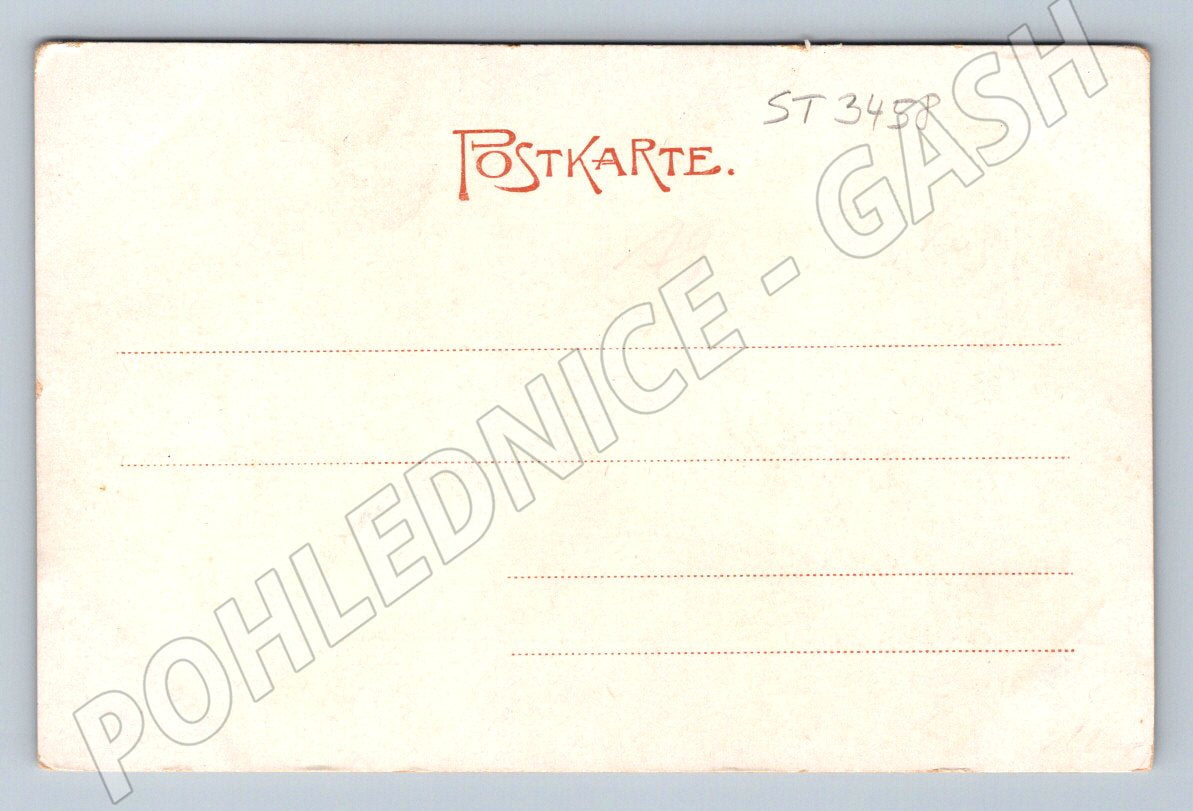 ST 3458
POSTKARTE.
POHLEDNICE - GASH